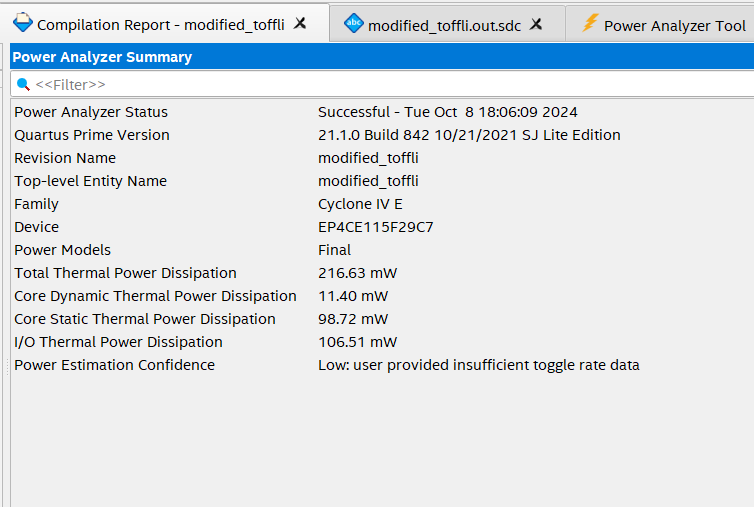 Compilation Report - modified_toffli modified_toffli.out.sdc Power Analyzer Tool
Power Analyzer Summary
<<Filter>>
Power Analyzer Status Successful - Tue Oct 8 18:06:09 2024
Quartus Prime Version 21.1.0 Build 842 10/21/2021 SJ Lite Edition
Revision Name modified_toffli
Top-level Entity Name modified_toffli
Family Cyclone IV E
Device EP4CE115F29C7
Power Models Final
Total Thermal Power Dissipation 216.63 mW
Core Dynamic Thermal Power Dissipation 11.40 mW
Core Static Thermal Power Dissipation 98.72 mW
I/O Thermal Power Dissipation 106.51 mW
Power Estimation Confidence Low: user provided insufficient toggle rate data